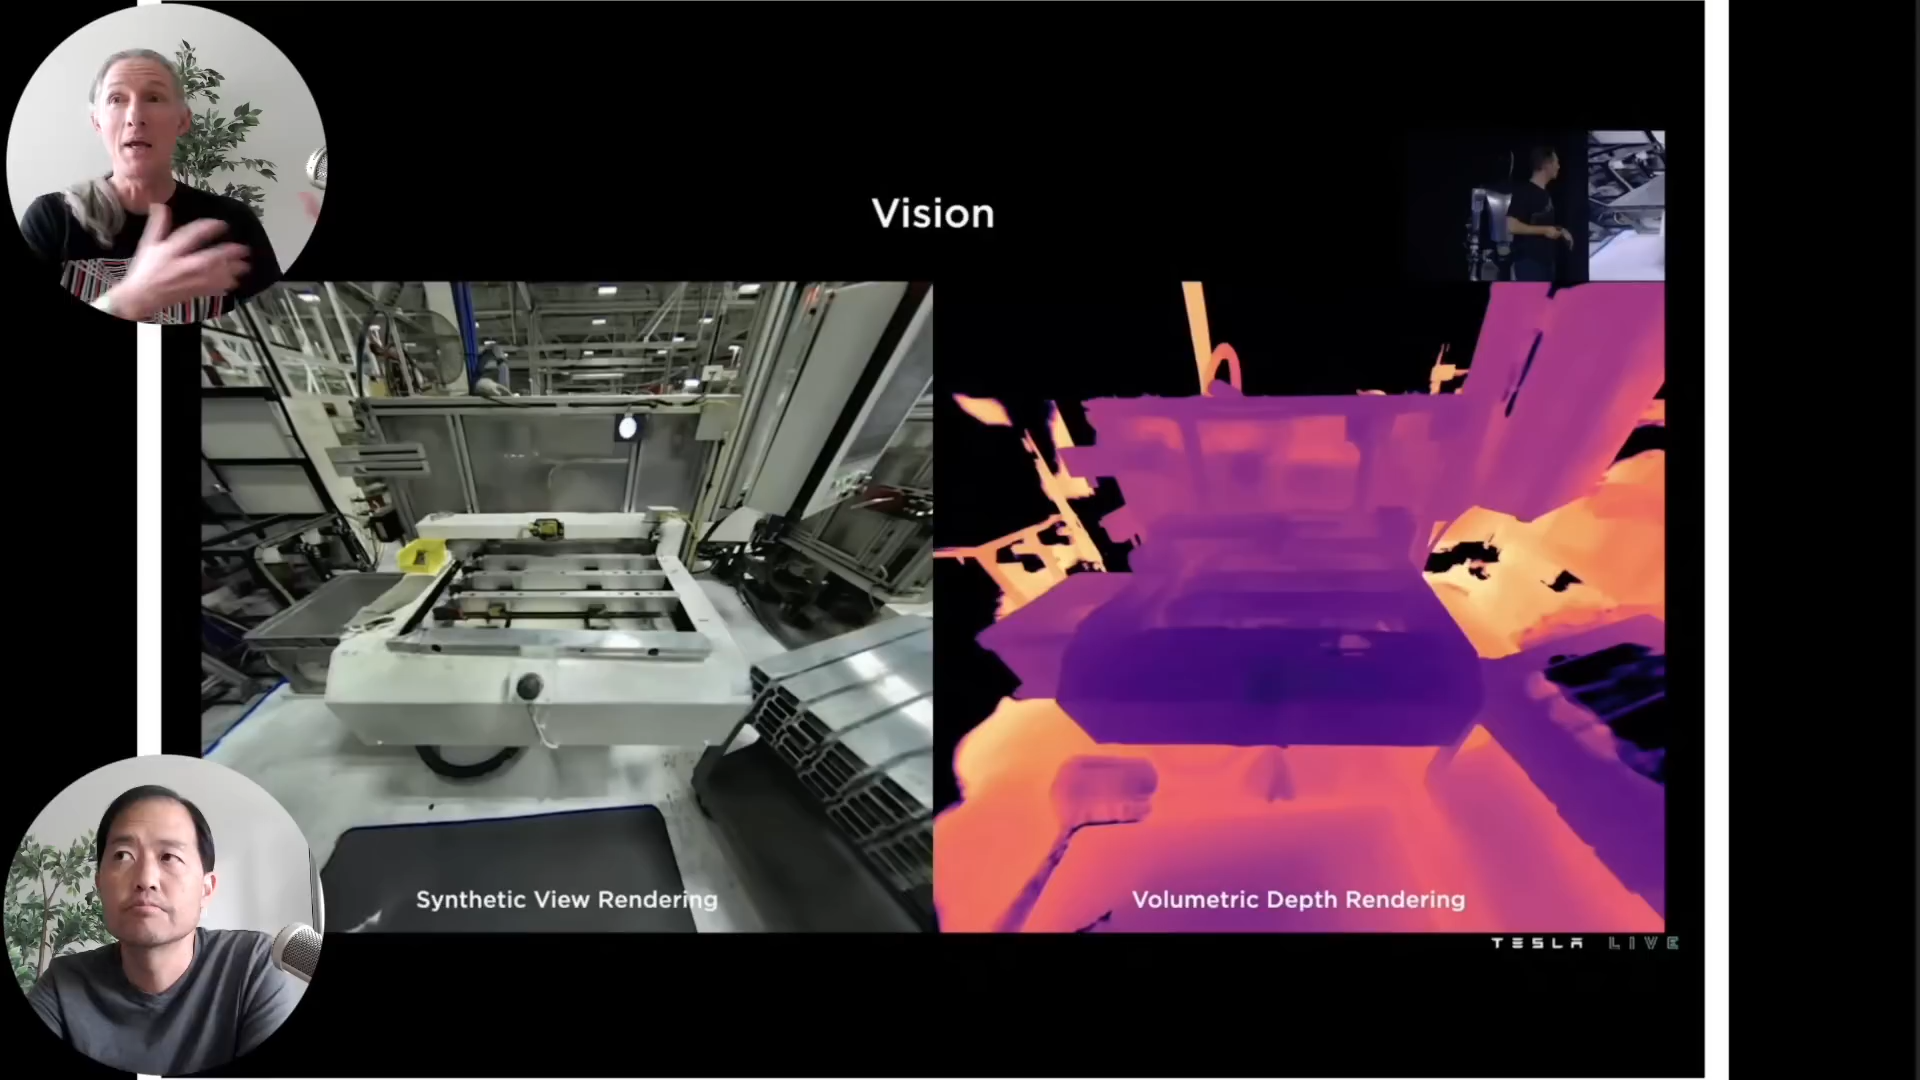 Vision
Synthetic View Rendering
Volumetric Depth Rendering
TESLA LIVE